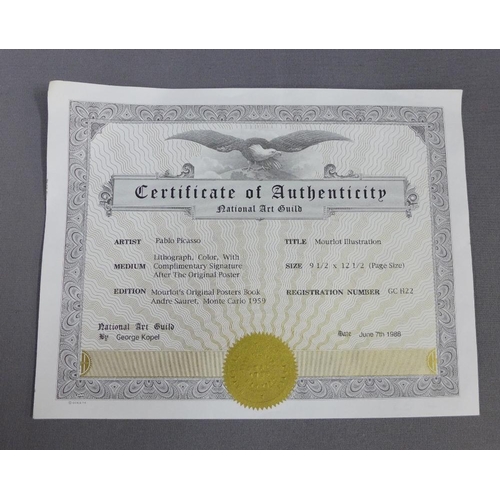 Certificate of Authenticity
National Art Guild
ARTIST Pablo Picasso
TITLE Mourlot Illustration
MEDIUM Lithograph, Color, With
Complimentary Signature
After The Original Poster
SIZE 9 1/2 x 12 1/2 (Page Size)
EDITION Mourlot's Original Posters Book
Andre Sauret, Monte Carlo 1959
REGISTRATION NUMBER GC H22
National Art Guild
By George Kopel
Date June 7th 1988